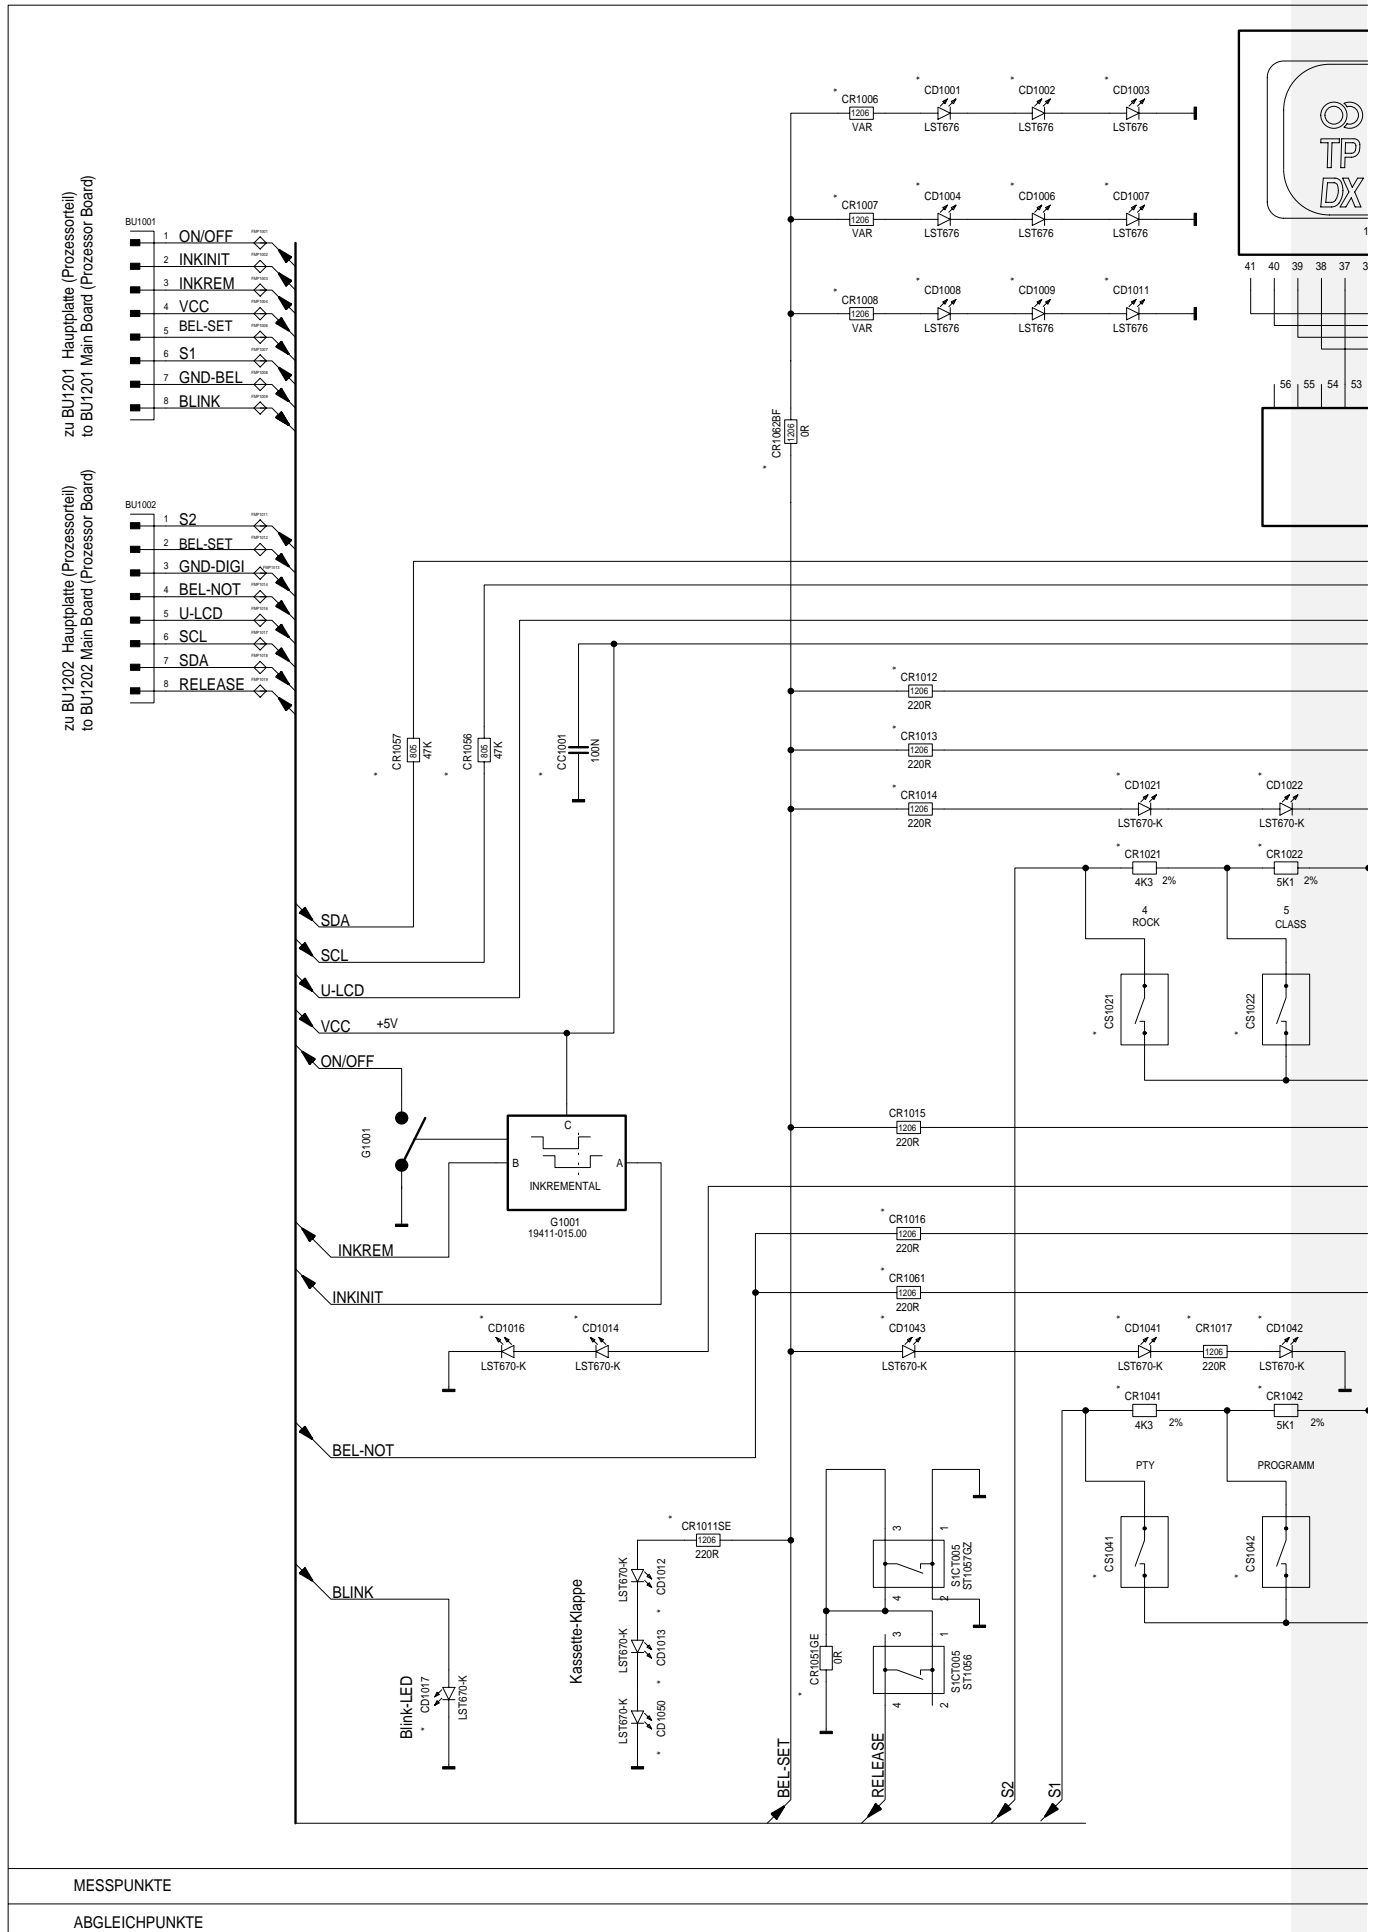 CR1006
1206
VAR
CD1001
LST676
CD1002
LST676
CD1003
LST676
TP
DX
CR1007
1206
VAR
CD1004
LST676
CD1006
LST676
CD1007
LST676
CR1008
1206
VAR
CD1008
LST676
CD1009
LST676
CD1011
LST676
41 40 39 38 37
56 55 54 53
zu BU1201 Hauptplatte (Prozessorteil)
to BU1201 Main Board (Prozessor Board)
BU1001
1 ON/OFF
2 INKINIT
3 INKREM
4 VCC
5 BEL-SET
6 S1
7 GND-BEL
8 BLINK
CR1062BF
1206
0R
zu BU1202 Hauptplatte (Prozessorteil)
to BU1202 Main Board (Prozessor Board)
BU1002
1 S2
2 BEL-SET
3 GND-DIGI
4 BEL-NOT
5 U-LCD
6 SCL
7 SDA
8 RELEASE
CR1057
805
47K
CR1056
805
47K
CC1001
100N
CR1012
1206
220R
CR1013
1206
220R
CR1014
1206
220R
CD1021
LST670-K
CD1022
LST670-K
CR1021
4K3 2%
CR1022
5K1 2%
4
ROCK
5
CLASS
CS1021
CS1022
SDA
SCL
U-LCD
VCC +5V
ON/OFF
G1001
C
B
A
INKREMENTAL
G1001
19411-015.00
INKREM
INKINIT
CR1015
1206
220R
CR1016
1206
220R
CR1061
1206
220R
CD1016
LST670-K
CD1014
LST670-K
CD1043
LST670-K
CD1041
LST670-K
CR1017
1206
220R
CD1042
LST670-K
CR1041
4K3 2%
CR1042
5K1 2%
PTY
PROGRAMM
CS1041
CS1042
BEL-NOT
CR1011SE
1206
220R
BLINK
Blink-LED
CD1017
LST670-K
Kassette-Klappe
LST670-K
CD1012
LST670-K
CD1013
LST670-K
CD1050
3
1
4
2
S1CT005
ST1057GZ
CR1051GE
0R
3
1
4
2
S1CT005
ST1056
BEL-SET
RELEASE
S2
S1
MESSPUNKTE
ABGLEICHPUNKTE